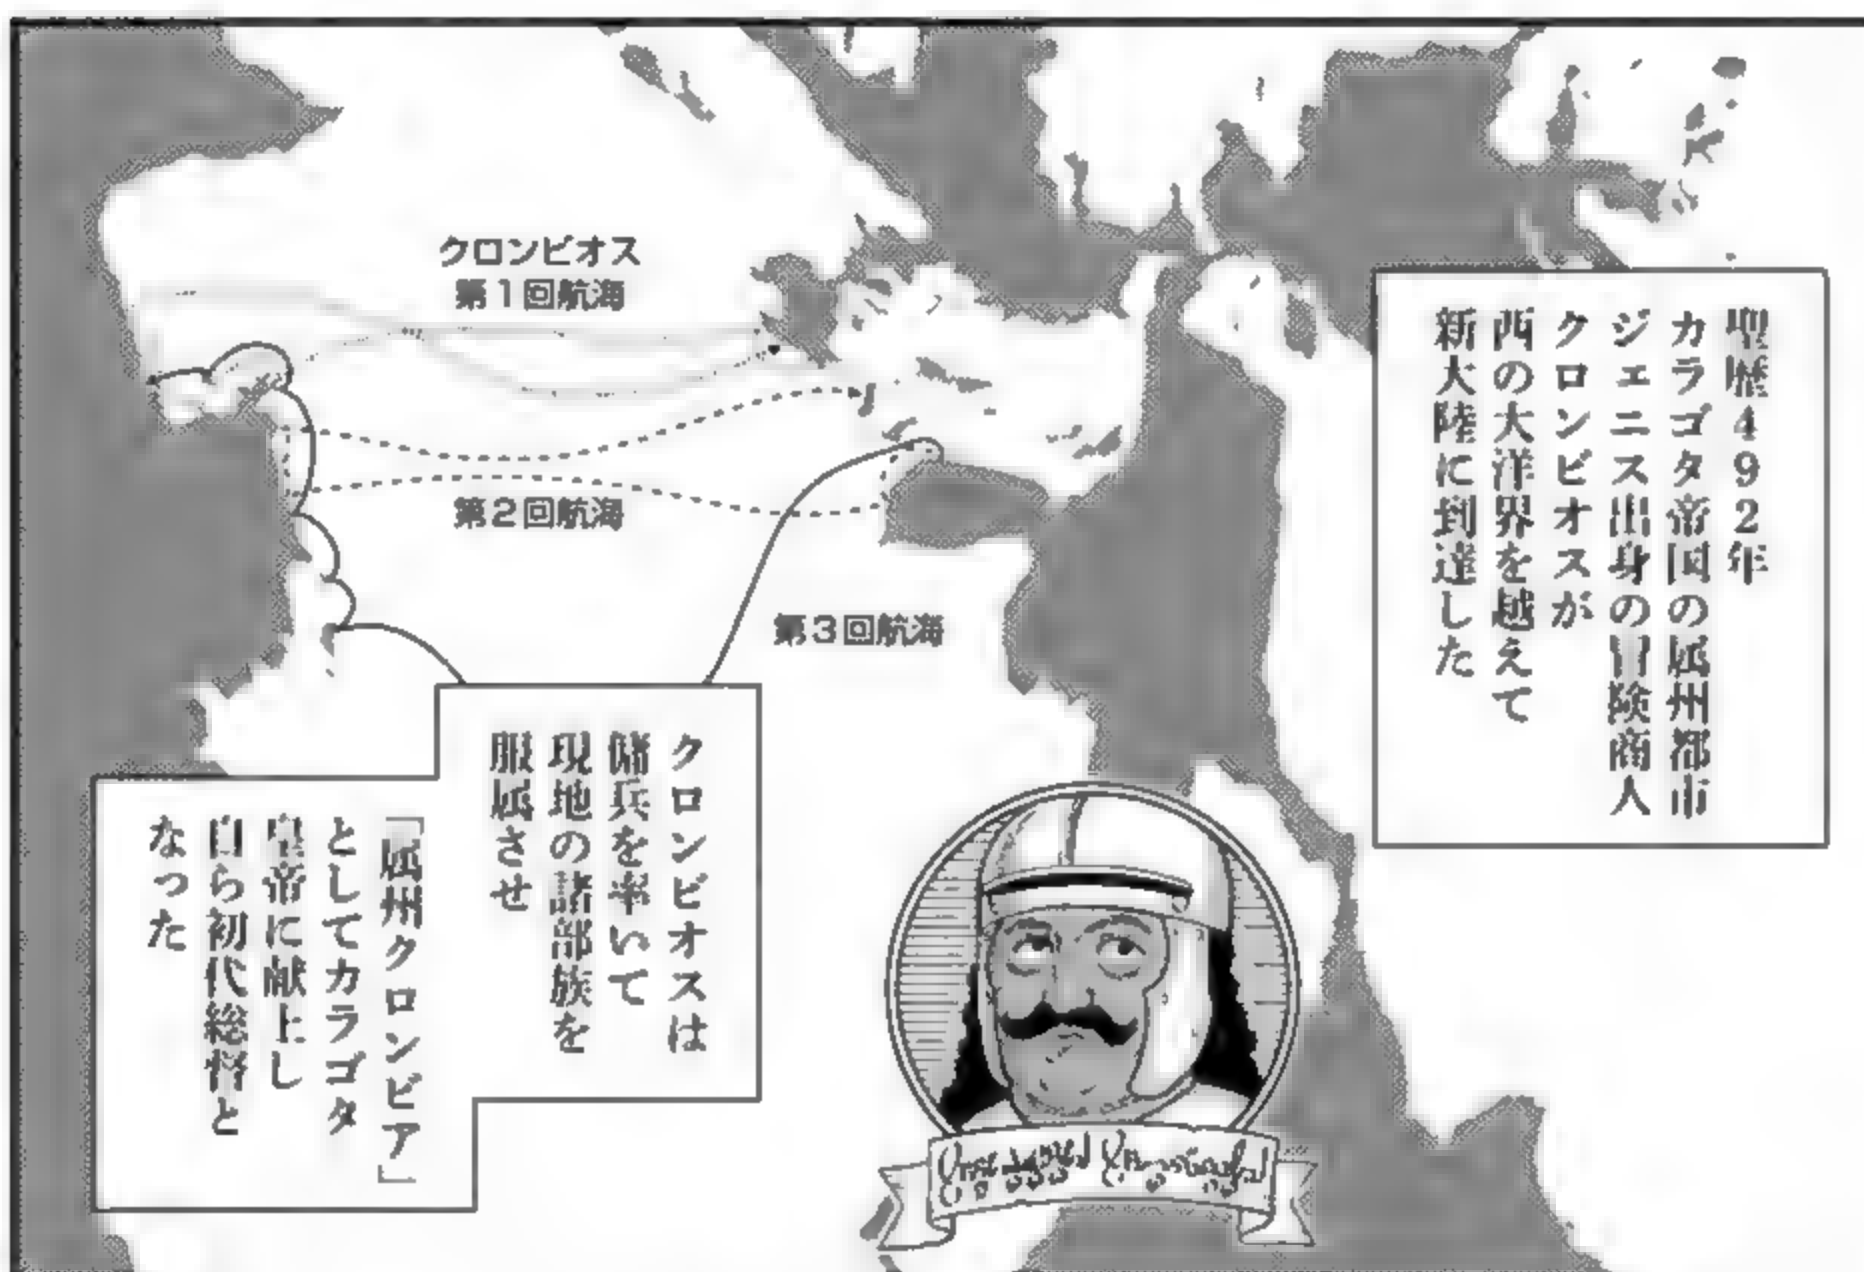 聖暦492年
カラゴタ帝国の属州都市
ジェニス出身の冒険商人
クロンビオスが
西の大洋界を越えて
新大陸に到達した
クロンビオス
第1回航海
第2回航海
第3回航海
クロンビオスは
傭兵を率いて
現地の諸部族を
服属させ
「属州クロンビア」
としてカラゴタ
皇帝に献上し
自ら初代総督と
なった